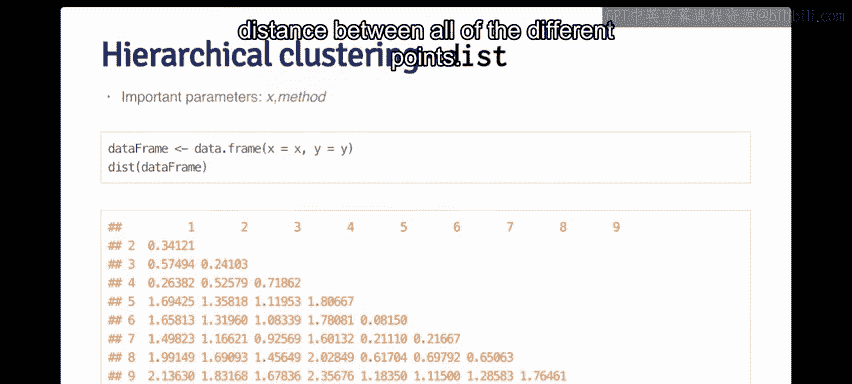 distance between all of the different
points.
Hierarchical clustering dist
· Important parameters: x,method
dataFrame <- data.frame(x = x, y = y)
dist(dataFrame)
## 1 2 3 4 5 6 7 8 9
## 2 0.34121
## 3 0.57494 0.24103
## 4 0.26382 0.52579 0.71862
## 5 1.69425 1.35818 1.11953 1.80667
## 6 1.65813 1.31960 1.08339 1.78081 0.08150
## 7 1.49823 1.16621 0.92569 1.60132 0.21110 0.21667
## 8 1.99149 1.69093 1.45649 2.02849 0.61704 0.69792 0.65063
## 9 2.13630 1.83168 1.67836 2.35676 1.18350 1.11500 1.28583 1.76461